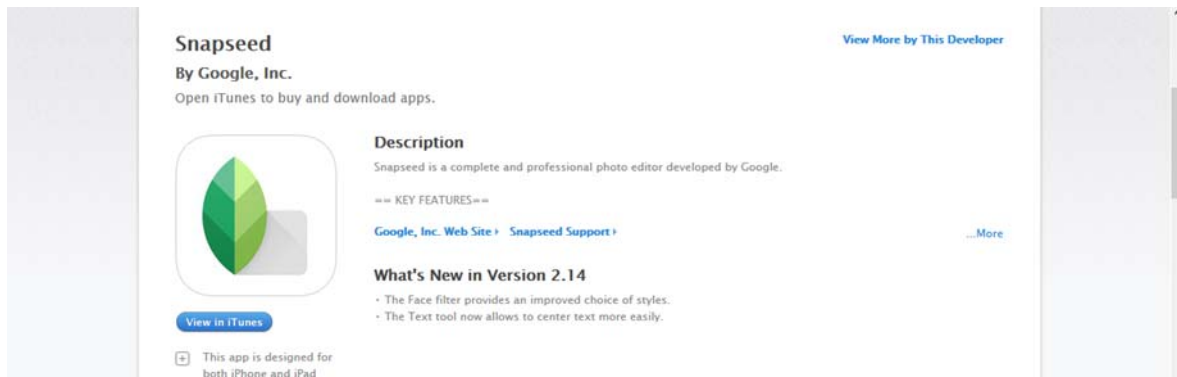 Snapseed
View More by This Developer
By Google, Inc.
Open iTunes to buy and download apps.
Description
Snapseed is a complete and professional photo editor developed by Google.
== KEY FEATURES==
Google, Inc. Web Site Snapseed Support
...More
What's New in Version 2.14
• The Face filter provides an improved choice of styles.
• The Text tool now allows to center text more easily.
View in iTunes
This app is designed for
both iPhone and iPad